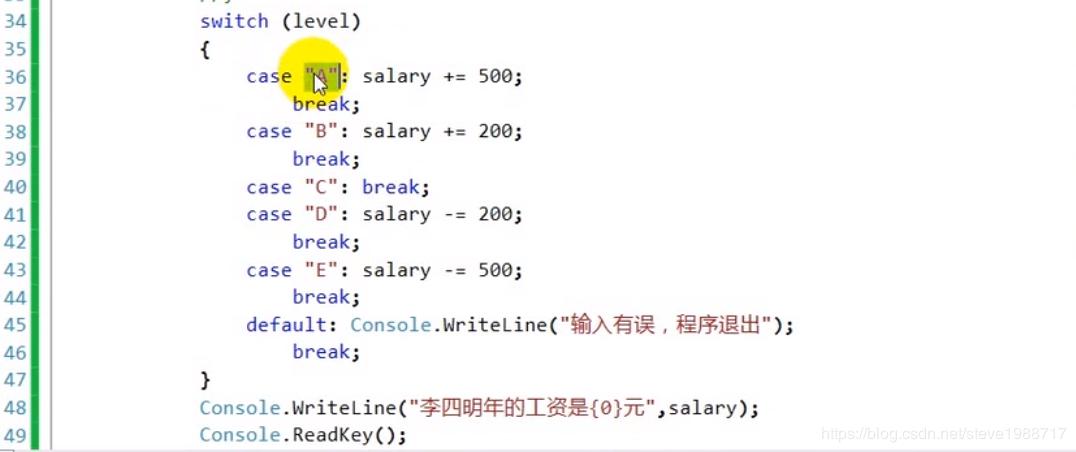 34 switch (level)
35 {
36 case "A": salary += 500;
37 break;
38 case "B": salary += 200;
39 break;
40 case "C": break;
41 case "D": salary -= 200;
42 break;
43 case "E": salary -= 500;
44 break;
45 default: Console.WriteLine("输入有误，程序退出");
46 break;
47 }
48 Console.WriteLine("李四明年的工资是{0}元",salary);
49 Console.ReadKey();
https://blog.csdn.net/steve1988717